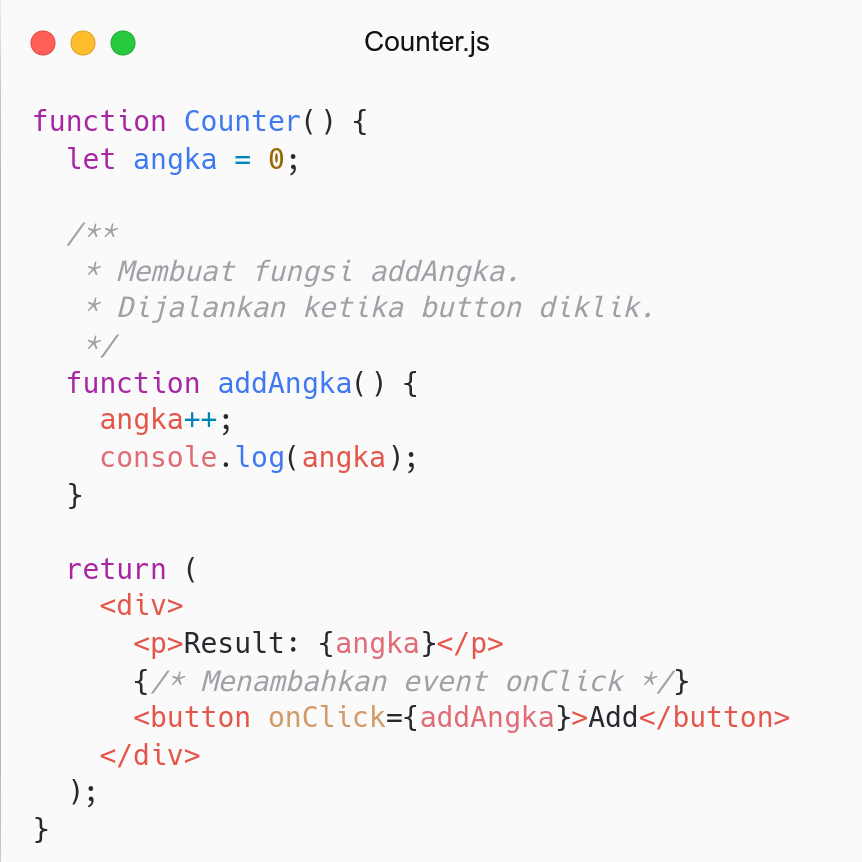 Counter.js
function Counter() {
  let angka = 0;

  /**
   * Membuat fungsi addAngka.
   * Dijalankan ketika button diklik.
   */
  function addAngka() {
    angka++;
    console.log(angka);
  }

  return (
    <div>
      <p>Result: {angka}</p>
      {/* Menambahkan event onClick */}
      <button onClick={addAngka}>Add</button>
    </div>
  );
}